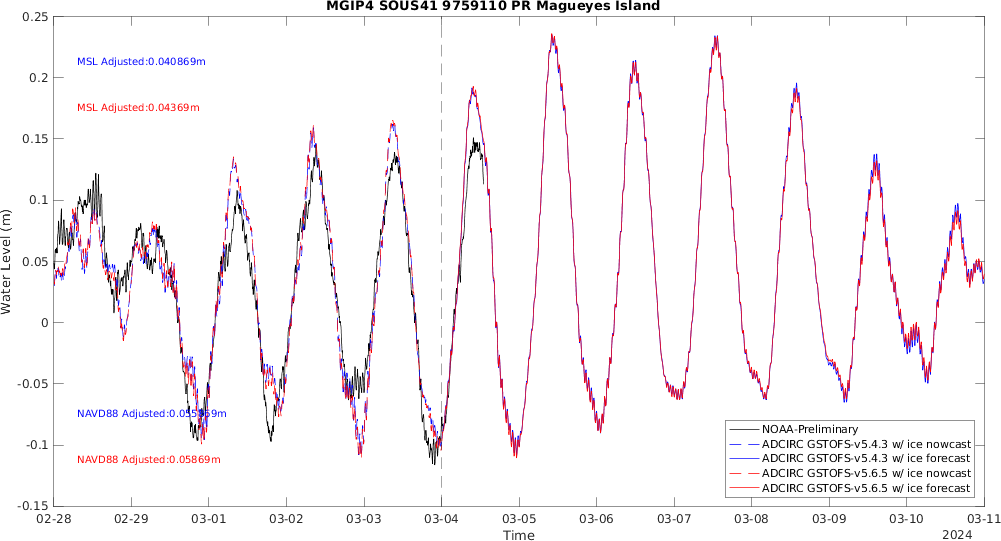 MGIP4 SOUS41 9759110 PR Magueyes Island
0.25
0.2
0.15
0.1
0.05
0
-0.05
-0.1
-0.15
Water Level (m)
MSL Adjusted:0.040869m
MSL Adjusted:0.04369m
NAVD88 Adjusted:0.055869m
NAVD88 Adjusted:0.05869m
NOAA-Preliminary
ADCIRC GSTOFS-v5.4.3 w/ ice nowcast
ADCIRC GSTOFS-v5.4.3 w/ ice forecast
ADCIRC GSTOFS-v5.6.5 w/ ice nowcast
ADCIRC GSTOFS-v5.6.5 w/ ice forecast
02-28 02-29 03-01 03-02 03-03 03-04 03-05 03-06 03-07 03-08 03-09 03-10 03-11
Time
2024